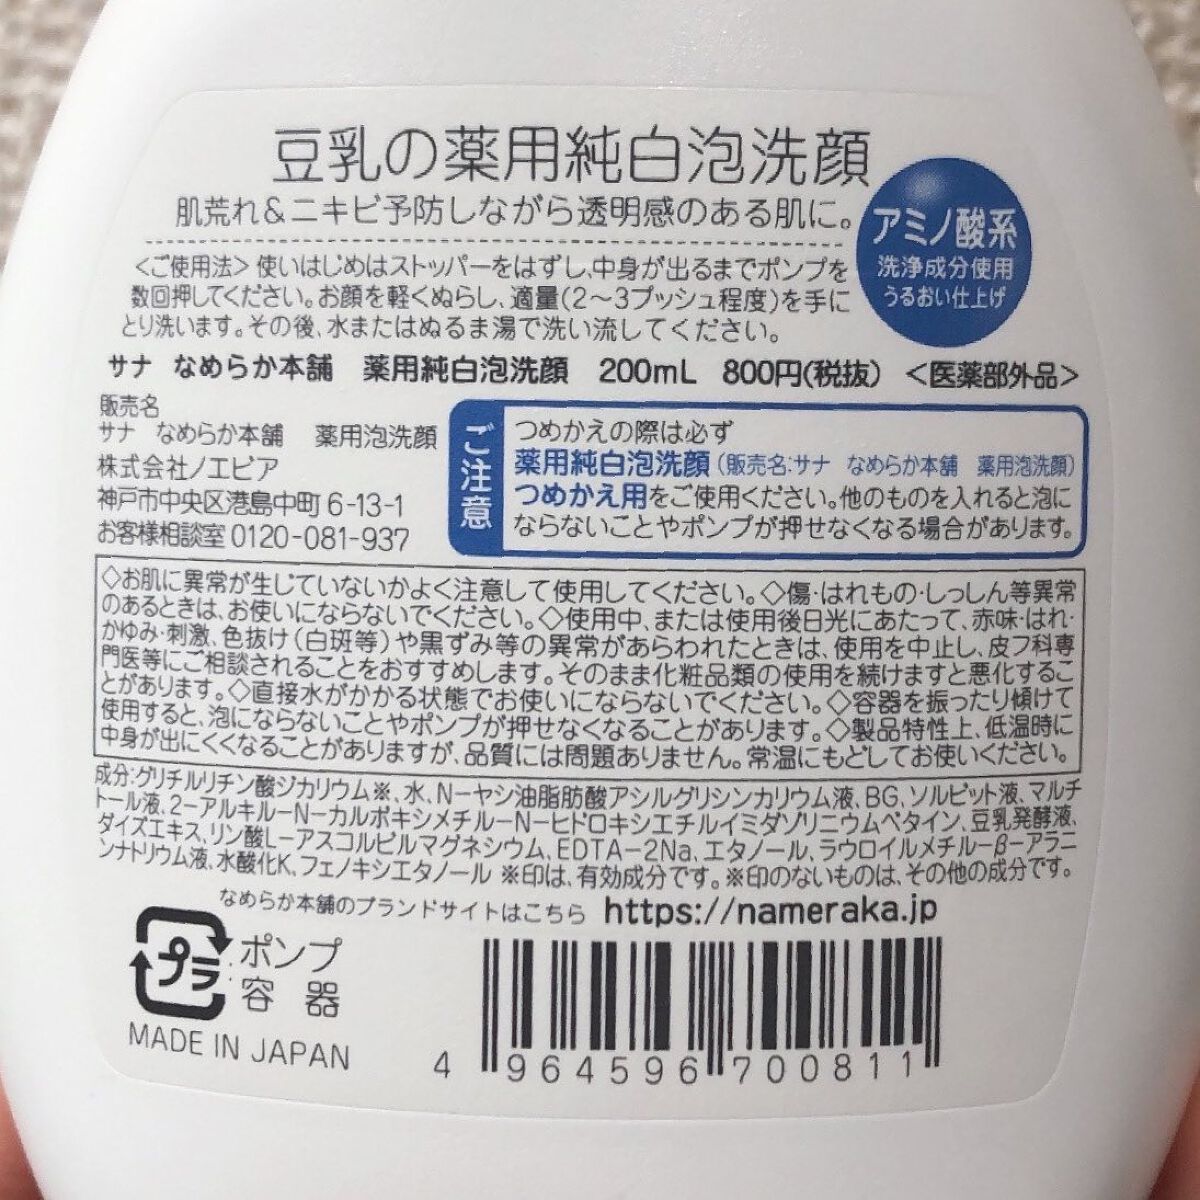 豆乳の薬用純白泡洗顔
肌荒れ&ニキビ予防しながら透明感のある肌に。
アミノ酸系
洗浄成分使用
うるおい仕上げ
<ご使用法>使いはじめはストッパーをはずし、中身が出るまでポンプを
数回押してください。お顔を軽くぬらし、適量(2〜3プッシュ程度)を手に
とり洗います。その後、水またはぬるま湯で洗い流してください。
サナ なめらか本舗 薬用純白泡洗顔 200mL 800円(税抜) <医薬部外品>
販売名
サナ なめらか本舗 薬用泡洗顔
株式会社ノエビア
神戸市中央区港島中町6-13-1
お客様相談室0120-081-937
ご注意
つめかえの際は必ず
薬用純白泡洗顔(販売名:サナ なめらか本舗 薬用泡洗顔)
つめかえ用をご使用ください。他のものを入れると泡に
ならないことやポンプが押せなくなる場合があります。
◇お肌に異常が生じていないかよく注意して使用してください。◇傷・はれもの・しっしん等異常
のあるときは、お使いにならないでください。◇使用中、または使用後日光にあたって、赤味・はれ・
かゆみ・刺激、色抜け(白斑等)や黒ずみ等の異常があらわれたときは、使用を中止し、皮フ科専
門医等にご相談されることをおすすめします。そのまま化粧品類の使用を続けますと悪化するこ
とがあります。◇直接水がかかる状態でお使いにならないでください。◇容器を振ったり傾けて
使用すると、泡にならないことやポンプが押せなくなることがあります。◇製品特性上、低温時に
中身が出にくくなることがありますが、品質には問題ありません。常温にもどしてお使いください。
成分:グリチルリチン酸ジカリウム※、水、N-ヤシ油脂肪酸アシルグリシンカリウム液、BG、ソルビット液、マルチ
トール液、2-アルキル-N-カルボキシメチル-N-ヒドロキシエチルイミダゾリニウムベタイン、豆乳発酵液、
ダイズエキス、リン酸L-アスコルビルマグネシウム、EDTA-2Na、エタノール、ラウロイルメチル-β-アラニ
ンナトリウム液、水酸化K、フェノキシエタノール ※印は、有効成分です。※印のないものは、その他の成分です。
なめらか本舗のブランドサイトはこちら https://nameraka.jp
プラ
ポンプ
容器
MADE IN JAPAN
4 964596 700811